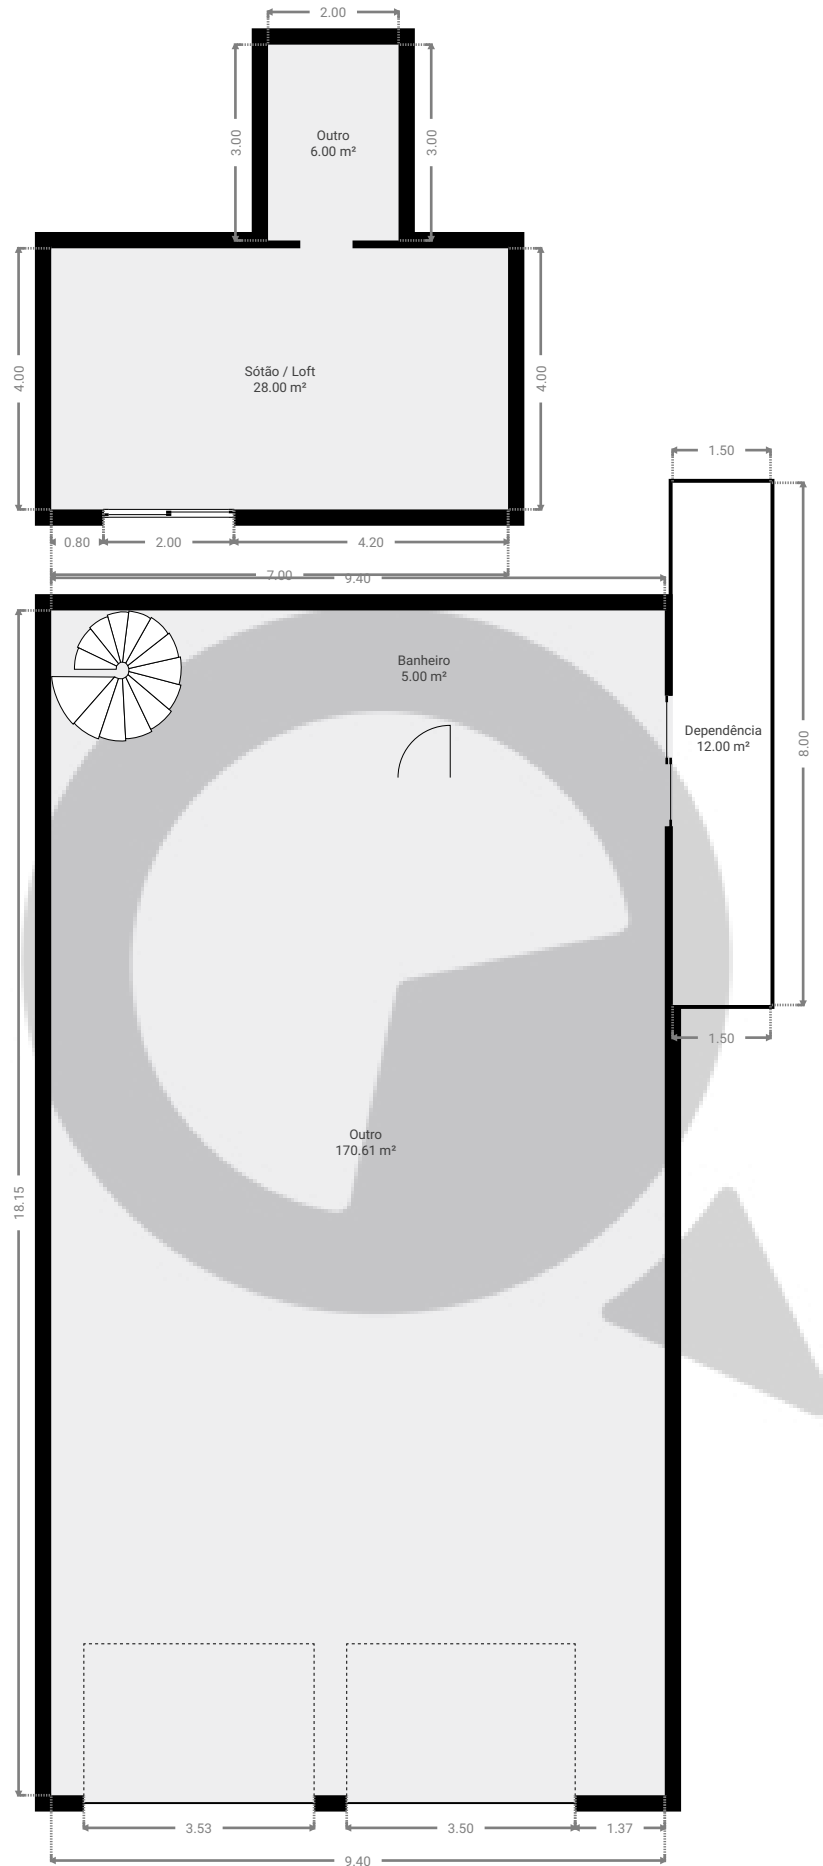 2.00
3.00
3.00
Outro
6.00 m²
4.00
4.00
Sótão / Loft
28.00 m²
1.50
0.80
2.00
4.20
7.00
9.40
Banheiro
5.00 m²
Dependência
12.00 m²
8.00
1.50
Outro
170.61 m²
18.15
3.53
3.50
1.37
9.40